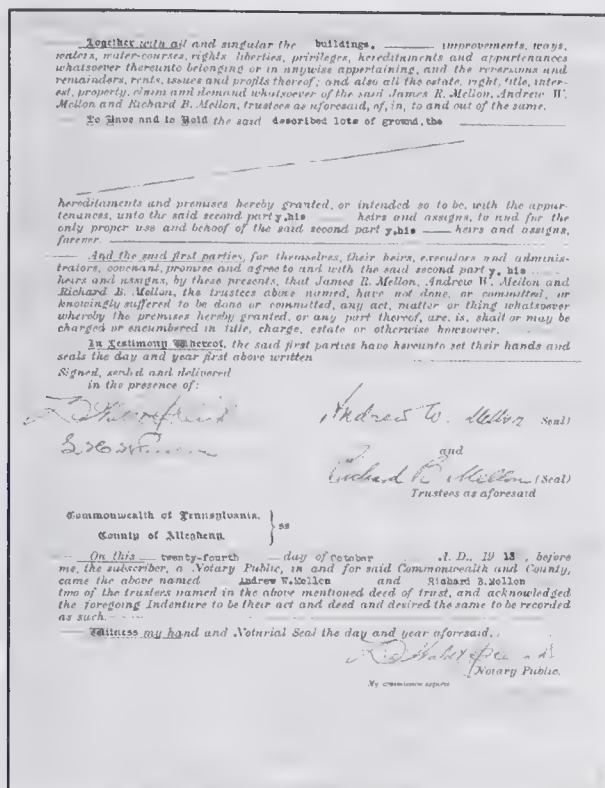 Together with all and singular the buildings, improvements, ways,
waters, water-courses, rights liberties, privileges, hereditaments and appurtenances
whatsoever thereunto belonging or in anywise appertaining, and the reversions and
remainders, rents, issues and profits thereof; and also all the estate, right, title, inter-
est, property, claim and demand whatsoever of the said James R. Mellon, Andrew W.
Mellon and Richard B. Mellon, trustees as aforesaid, of, in, to and out of the same.
To Have and to Hold the said described lots of ground, the
hereditaments and premises hereby granted, or intended so to be, with the appur-
tenances, unto the said second party, his heirs and assigns, to and for the
only proper use and behoof of the said second party, his heirs and assigns,
forever.
And the said first parties, for themselves, their heirs, executors and adminis-
trators, covenant, promise and agree to and with the said second party, his
heirs and assigns, by these presents, that James R. Mellon, Andrew W. Mellon and
Richard B. Mellon, the trustees above named, have not done, or committed, or
knowingly suffered to be done or committed, any act, matter or thing whatsoever
whereby the premises hereby granted, or any part thereof, are, is, shall or may be
charged or encumbered in title, charge, estate or otherwise howsoever.
In Testimony Whereof, the said first parties have hereunto set their hands and
seals the day and year first above written
Signed, sealed and delivered
in the presence of:
Andrew W. Mellon Seal)
and
Richard B. Mellon (Seal)
Trustees as aforesaid
Commonwealth of Pennsylvania,
County of Allegheny } ss
On this twenty-fourth day of October A. D., 19 13, before
me, the subscriber, a Notary Public, in and for said Commonwealth and County,
came the above named Andrew W. Mellon and Richard B. Mellon
two of the trustees named in the above mentioned deed of trust, and acknowledged
the foregoing Indenture to be their act and deed and desired the same to be recorded
as such.
Witness my hand and Notarial Seal the day and year aforesaid.
Notary Public.
My commission expires